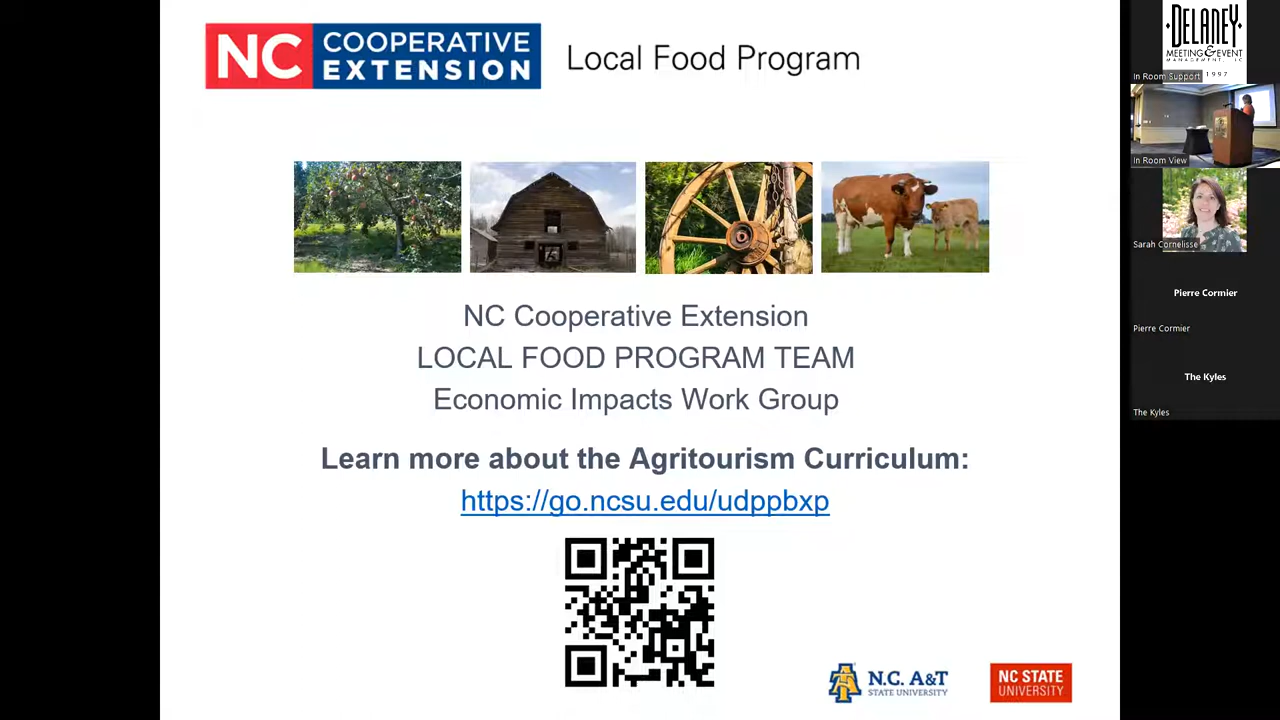 NC COOPERATIVE EXTENSION
Local Food Program
NC Cooperative Extension
LOCAL FOOD PROGRAM TEAM
Economic Impacts Work Group
Learn more about the Agritourism Curriculum:
https://go.ncsu.edu/udppbxp
N.C. A&T
STATE UNIVERSITY
NC STATE
UNIVERSITY
DELANEY
MEETING & EVENT
1997
In Room Support
In Room View
Sarah Cornelisse
Pierre Cormier
Pierre Cormier
The Kyles
The Kyles